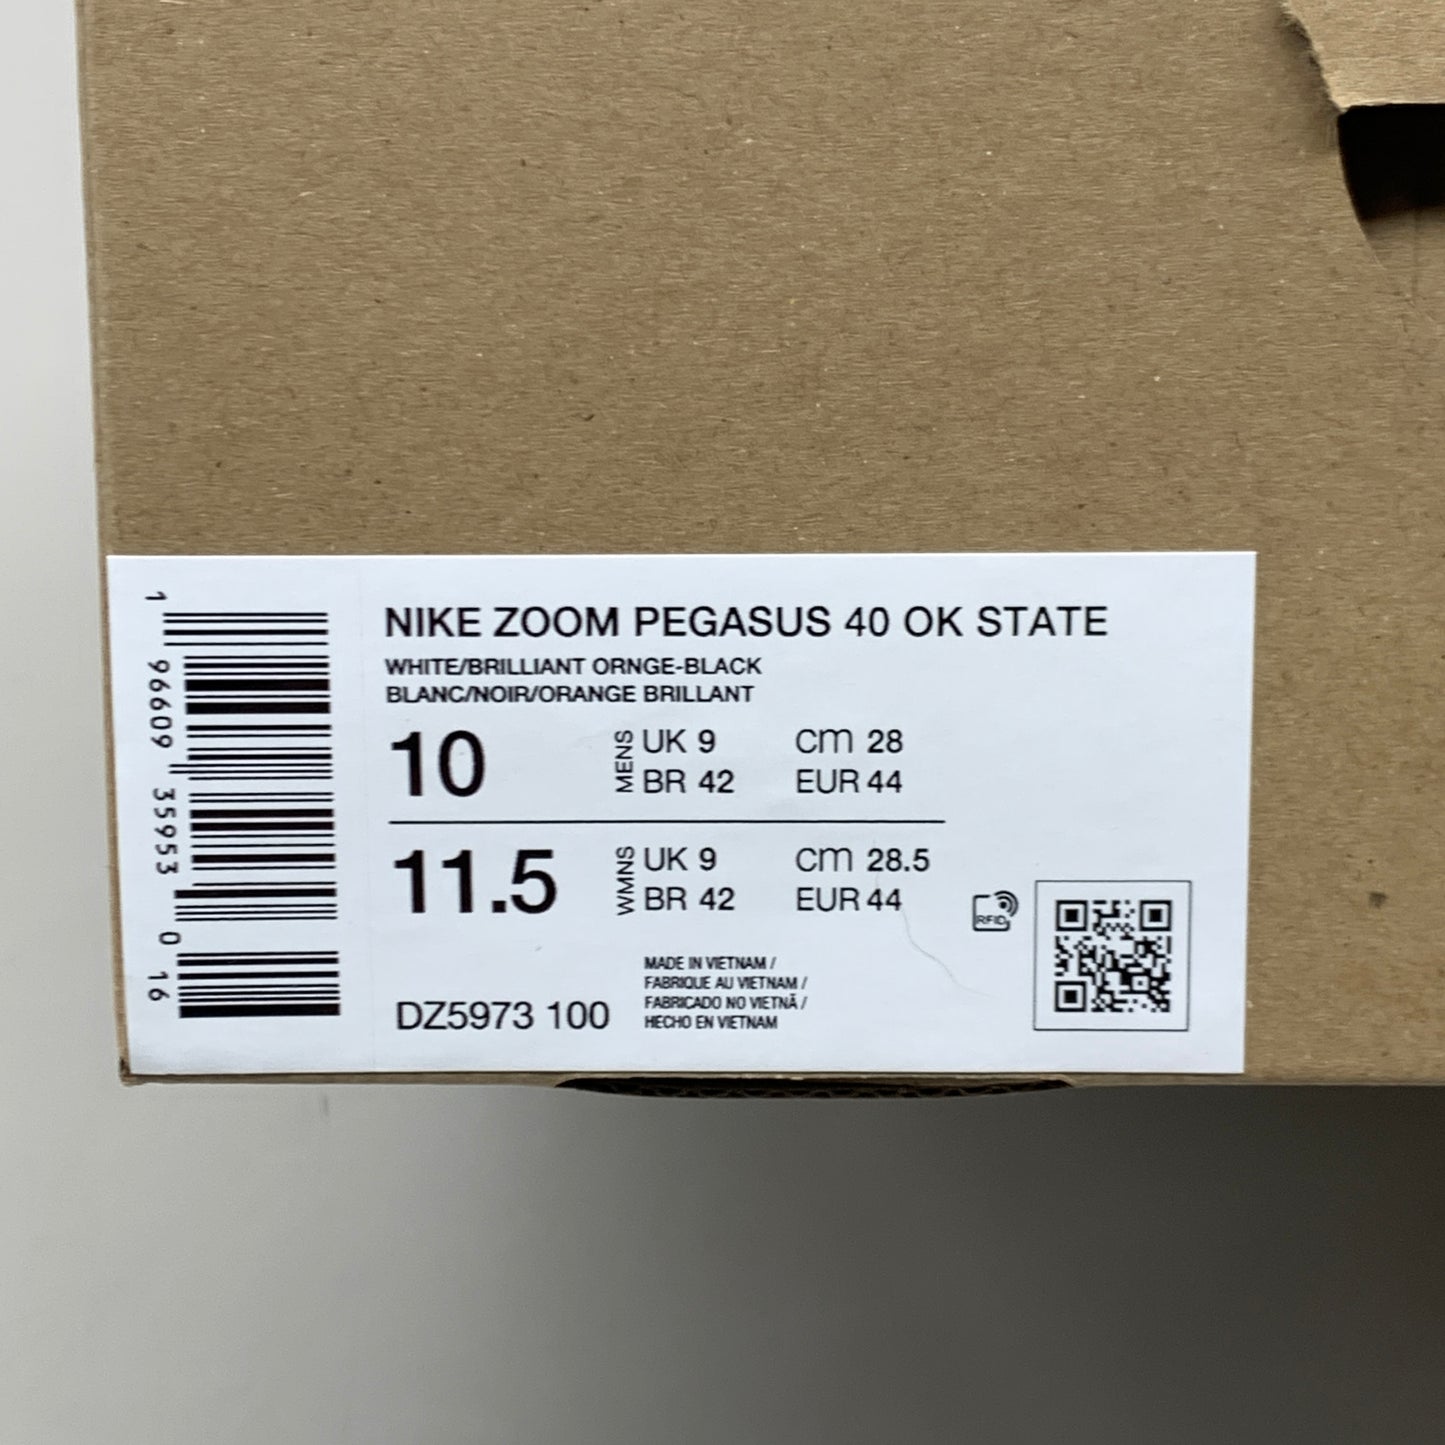 NIKE ZOOM PEGASUS 40 OK STATE
WHITE/BRILLIANT ORNGE-BLACK
BLANC/NOIR/ORANGE BRILLANT
10
MENS
UK 9 CM 28
BR 42 EUR 44
11.5
WMNS
UK 9 CM 28.5
BR 42 EUR 44
RFID
DZ5973 100
MADE IN VIETNAM /
FABRIQUE AU VIETNAM /
FABRICADO NO VIETNÃ /
HECHO EN VIETNAM
1 96609 35953 0 16